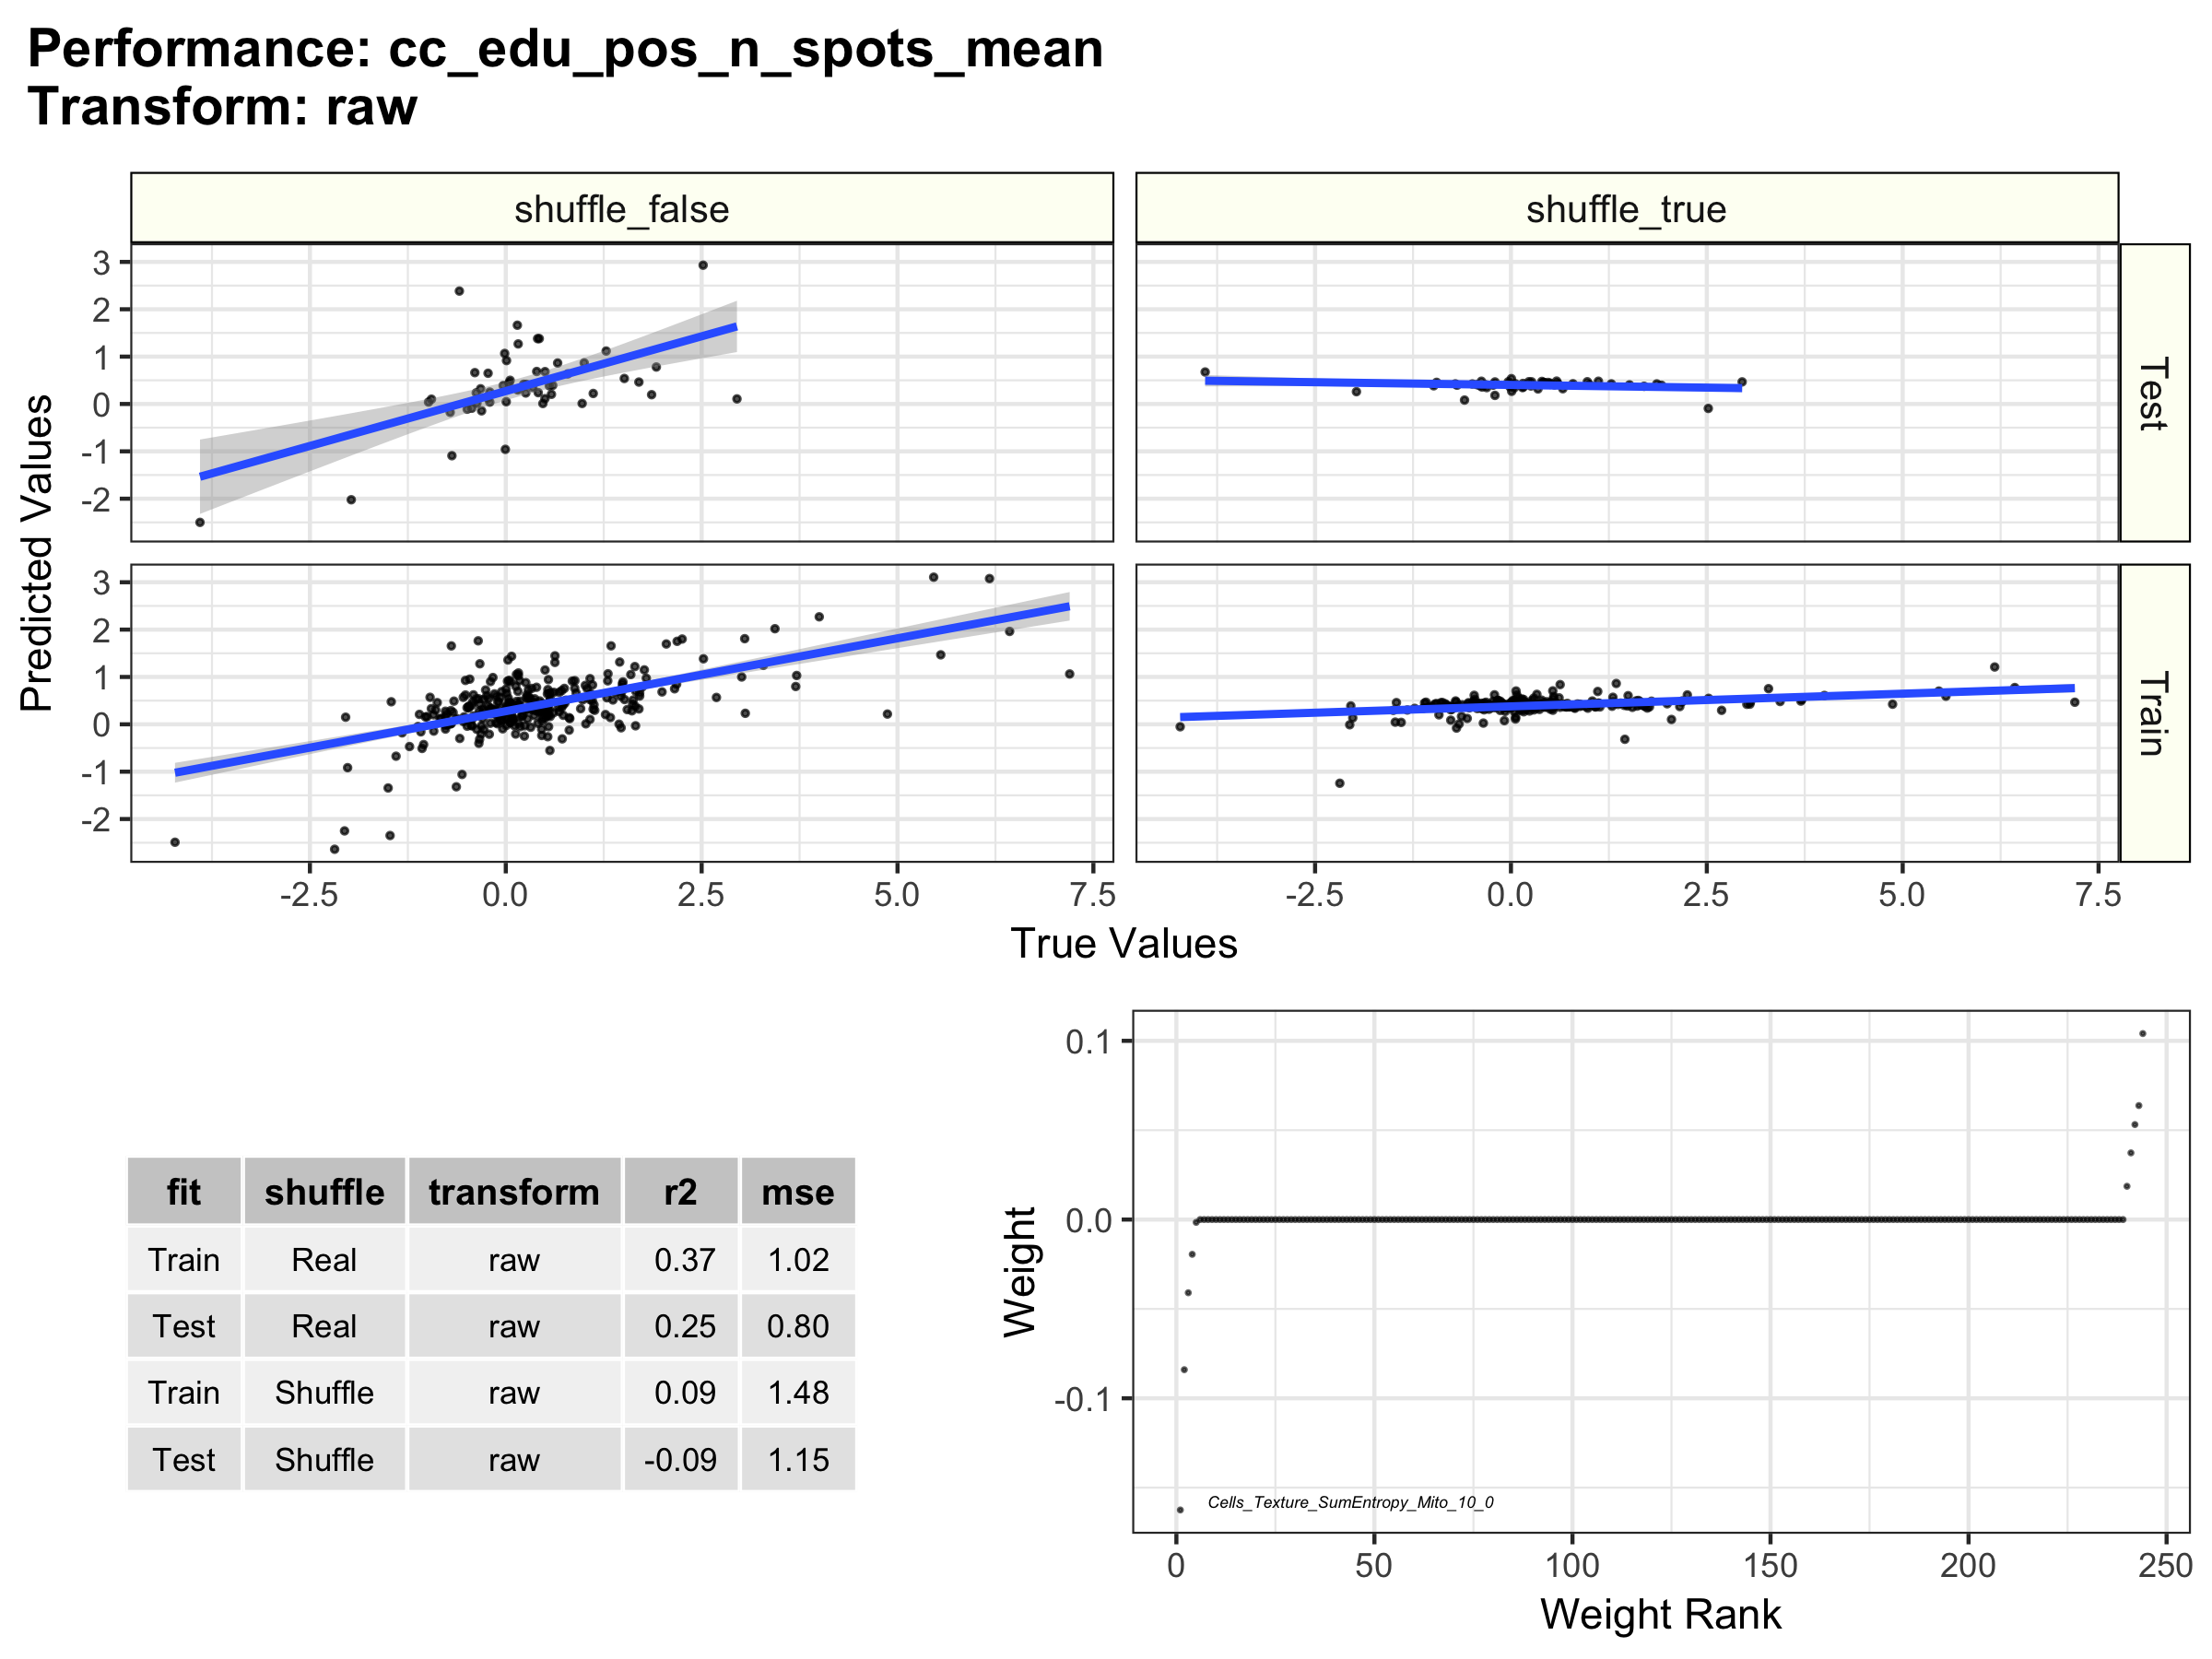 Performance: cc_edu_pos_n_spots_mean
Transform: raw
shuffle_false
shuffle_true
3
2
1
0
-1
-2
Test
3
2
1
0
-1
-2
Train
Predicted Values
-2.5 0.0 2.5 5.0 7.5
-2.5 0.0 2.5 5.0 7.5
True Values
fit shuffle transform r2 mse
Train Real raw 0.37 1.02
Test Real raw 0.25 0.80
Train Shuffle raw 0.09 1.48
Test Shuffle raw -0.09 1.15
0.1
0.0
-0.1
Weight
Cells_Texture_SumEntropy_Mito_10_0
0 50 100 150 200 250
Weight Rank